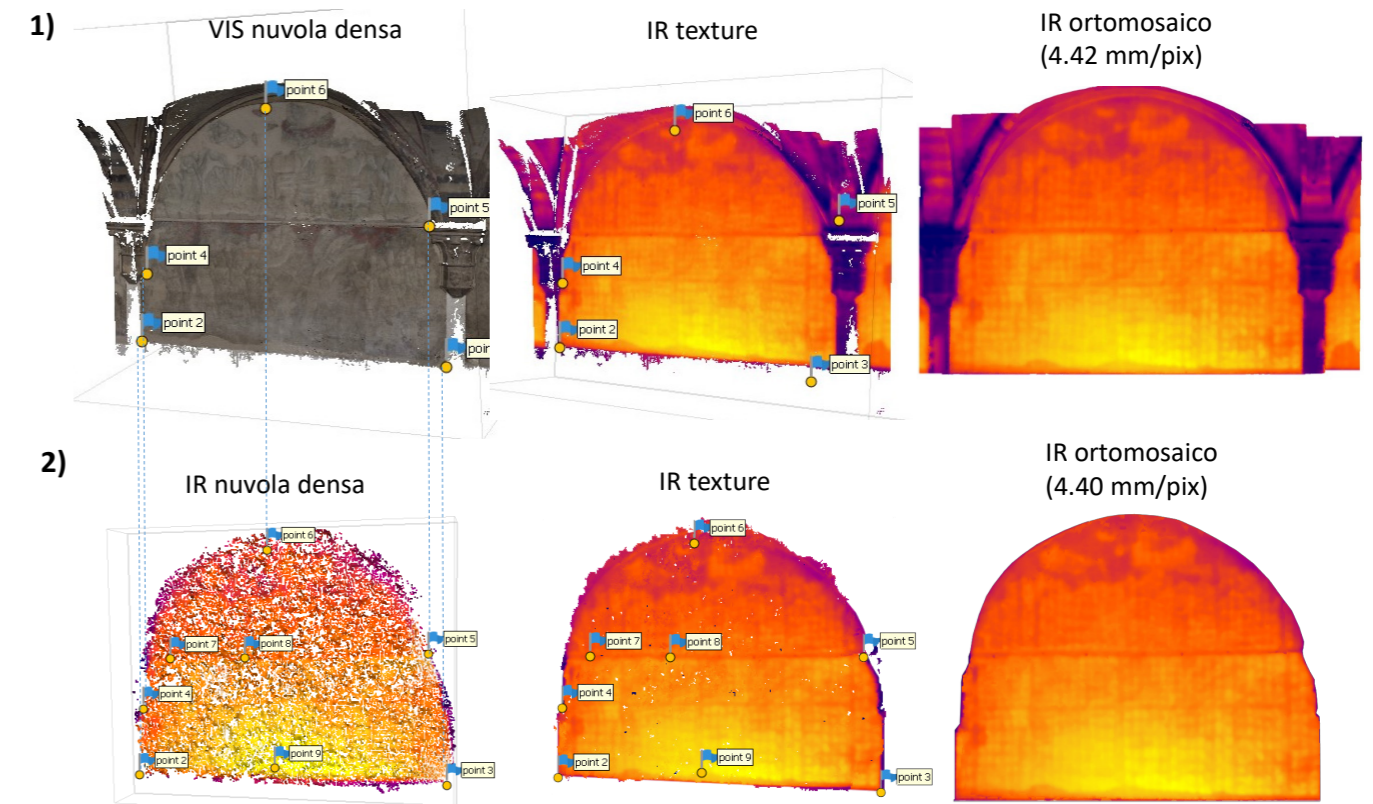 1)
VIS nuvola densa
IR texture
IR ortomosaico
(4.42 mm/pix)
point 6
point 5
point 4
point 2
poin
point 6
point 5
point 4
point 2
point 3
2)
IR nuvola densa
IR texture
IR ortomosaico
(4.40 mm/pix)
point 6
point 5
point 7
point 8
point 4
point 9
point 2
point 3
point 6
point 7
point 8
point 5
point 4
point 2
point 9
point 3